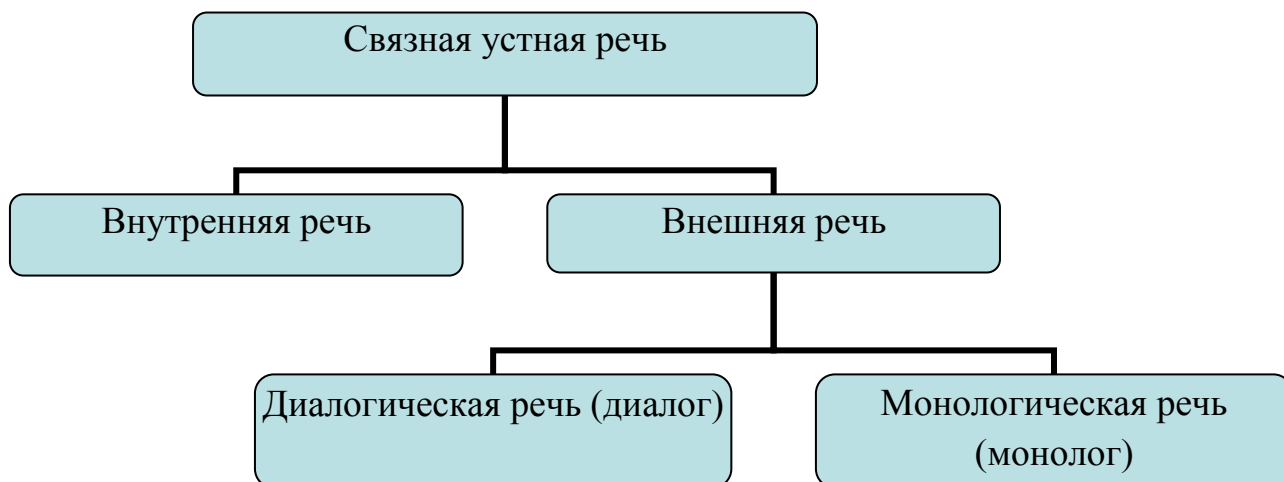 Связная устная речь
Внутренняя речь
Внешняя речь
Диалогическая речь (диалог)
Монологическая речь
(монолог)